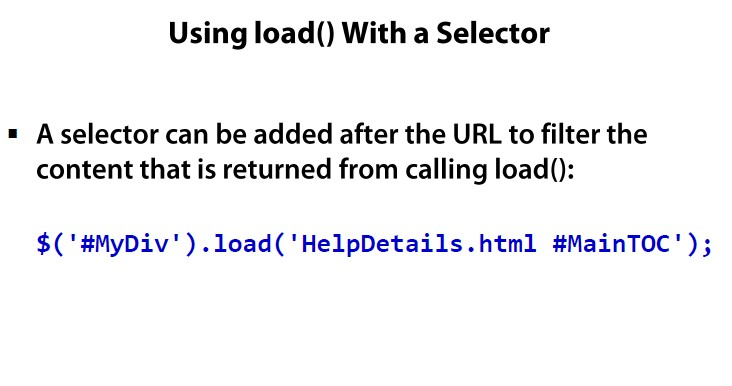 Using load() With a Selector
▪ A selector can be added after the URL to filter the
content that is returned from calling load():
$('#MyDiv').load('HelpDetails.html #MainTOC');